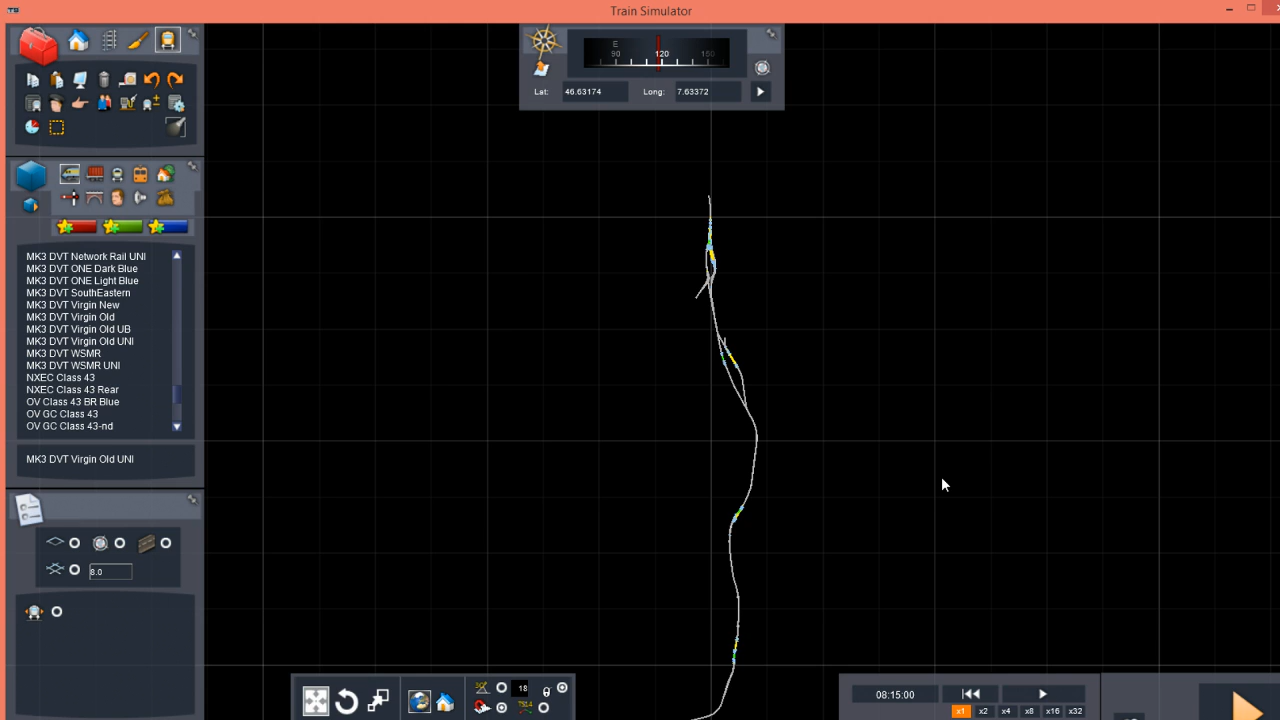 Train Simulator
E
90 120 150
Lat: 46.63174 Long: 7.63372
MK3 DVT Network Rail UNI
MK3 DVT ONE Dark Blue
MK3 DVT ONE Light Blue
MK3 DVT SouthEastern
MK3 DVT Virgin New
MK3 DVT Virgin Old
MK3 DVT Virgin Old UB
MK3 DVT Virgin Old UNI
MK3 DVT WSMR
MK3 DVT WSMR UNI
NXEC Class 43
NXEC Class 43 Rear
OV Class 43 BR Blue
OV GC Class 43
OV GC Class 43-nd
MK3 DVT Virgin Old UNI
8.0
18
TS14
08:15:00
x1 x2 x4 x8 x16 x32